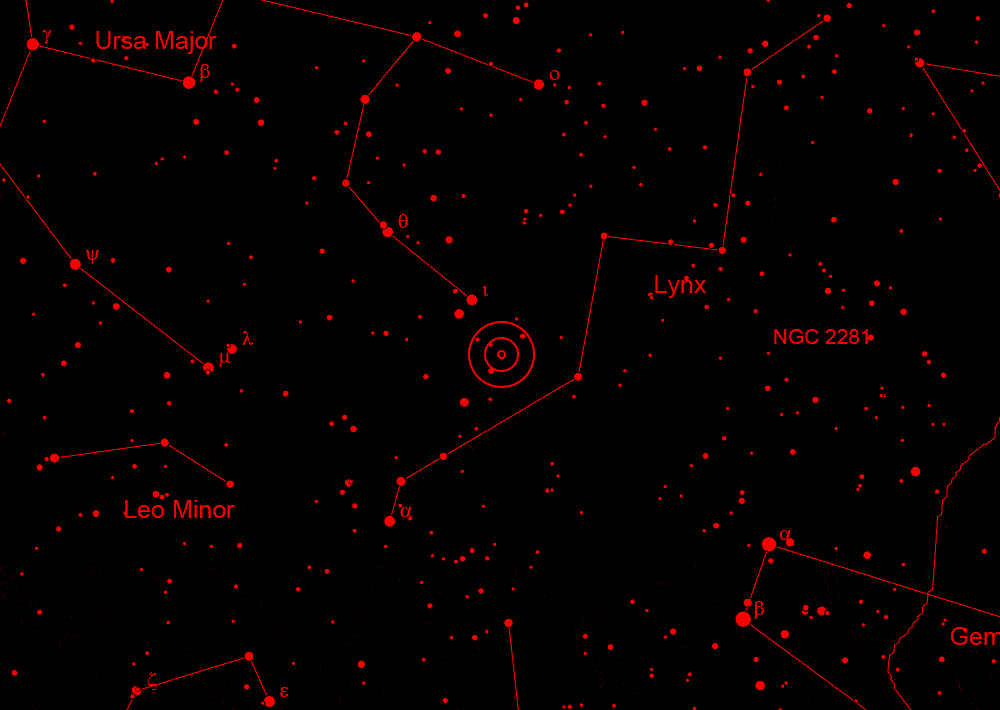 γ
Ursa Major
β
ο
θ
ψ
ι
Lynx
NGC 2281
λ
μ
Leo Minor
α
α
β
Gem
ζ
ε